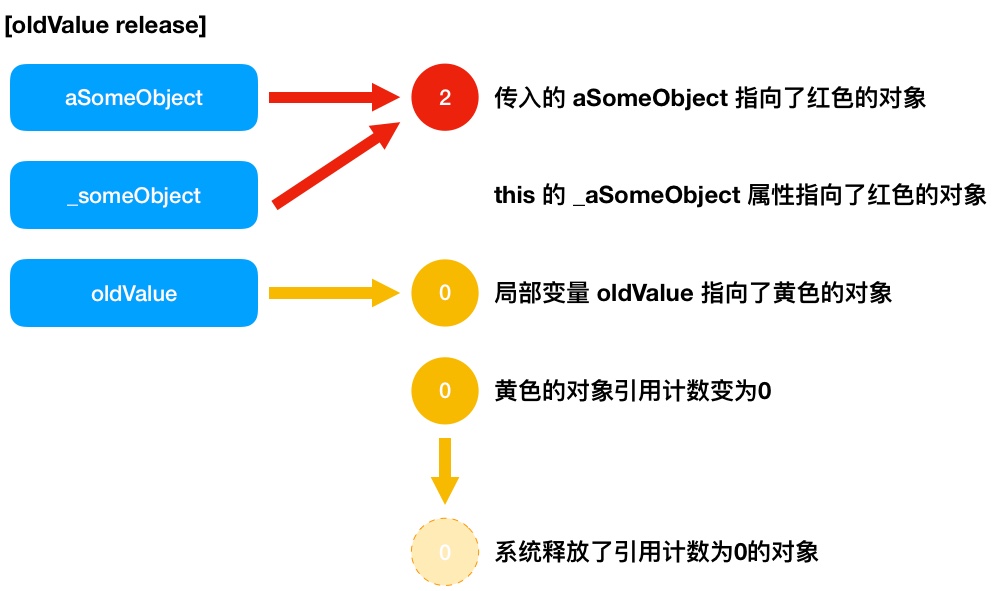 [oldValue release]
aSomeObject
2
传入的 aSomeObject 指向了红色的对象
_someObject
this 的 _aSomeObject 属性指向了红色的对象
oldValue
0
局部变量 oldValue 指向了黄色的对象
0
黄色的对象引用计数变为0
0
系统释放了引用计数为0的对象